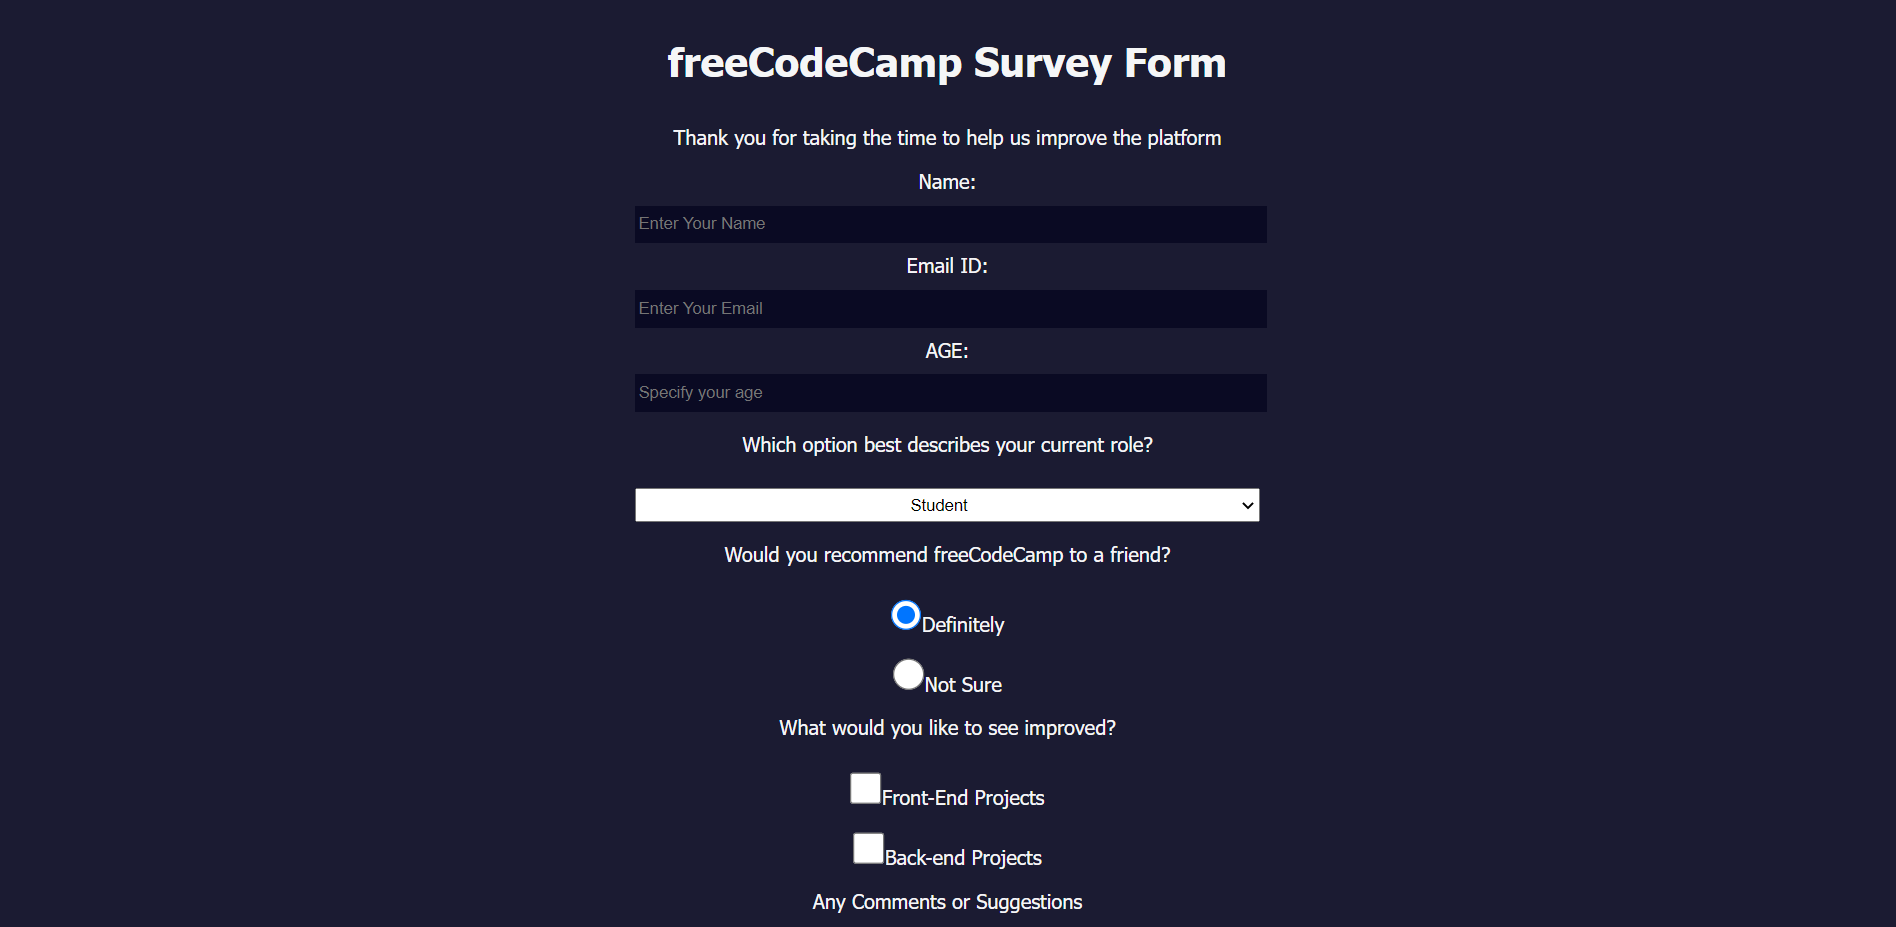 freeCodeCamp Survey Form
Thank you for taking the time to help us improve the platform
Name:
Enter Your Name
Email ID:
Enter Your Email
AGE:
Specify your age
Which option best describes your current role?
Student
Would you recommend freeCodeCamp to a friend?
Definitely
Not Sure
What would you like to see improved?
Front-End Projects
Back-end Projects
Any Comments or Suggestions